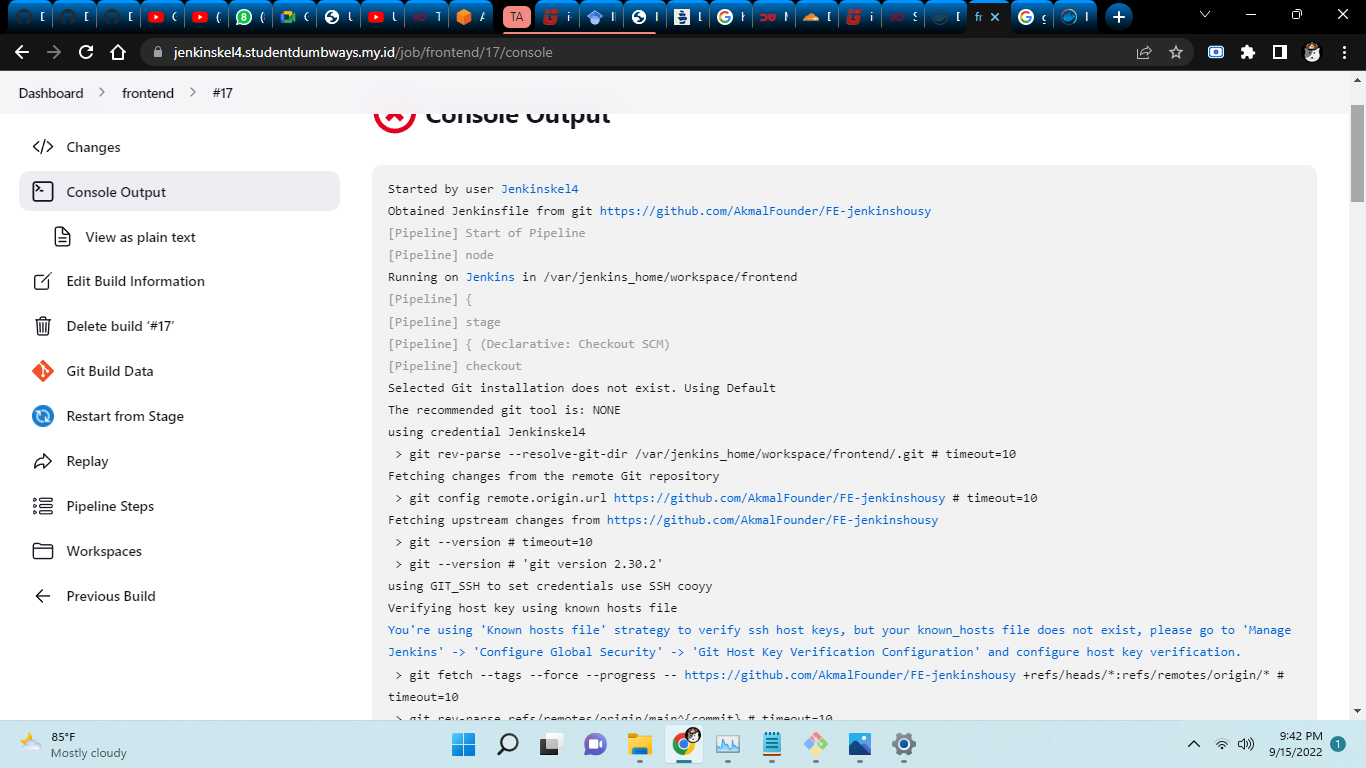 TA
jenkinskel4.studentdumbways.my.id/job/frontend/17/console
Dashboard
frontend
#17
Console Output
Changes
Console Output
View as plain text
Edit Build Information
Delete build ‘#17’
Git Build Data
Restart from Stage
Replay
Pipeline Steps
Workspaces
Previous Build
Started by user Jenkinskel4
Obtained Jenkinsfile from git https://github.com/AkmalFounder/FE-jenkinshousy
[Pipeline] Start of Pipeline
[Pipeline] node
Running on Jenkins in /var/jenkins_home/workspace/frontend
[Pipeline] {
[Pipeline] stage
[Pipeline] { (Declarative: Checkout SCM)
[Pipeline] checkout
Selected Git installation does not exist. Using Default
The recommended git tool is: NONE
using credential Jenkinskel4
> git rev-parse --resolve-git-dir /var/jenkins_home/workspace/frontend/.git # timeout=10
Fetching changes from the remote Git repository
> git config remote.origin.url https://github.com/AkmalFounder/FE-jenkinshousy # timeout=10
Fetching upstream changes from https://github.com/AkmalFounder/FE-jenkinshousy
> git --version # timeout=10
> git --version # 'git version 2.30.2'
using GIT_SSH to set credentials use SSH cooyy
Verifying host key using known hosts file
You're using 'Known hosts file' strategy to verify ssh host keys, but your known_hosts file does not exist, please go to 'Manage
Jenkins' -> 'Configure Global Security' -> 'Git Host Key Verification Configuration' and configure host key verification.
> git fetch --tags --force --progress -- https://github.com/AkmalFounder/FE-jenkinshousy +refs/heads/*:refs/remotes/origin/* #
timeout=10
> git rev-parse refs/remotes/origin/main^{commit} # timeout=10
85°F
Mostly cloudy
9:42 PM
9/15/2022
1